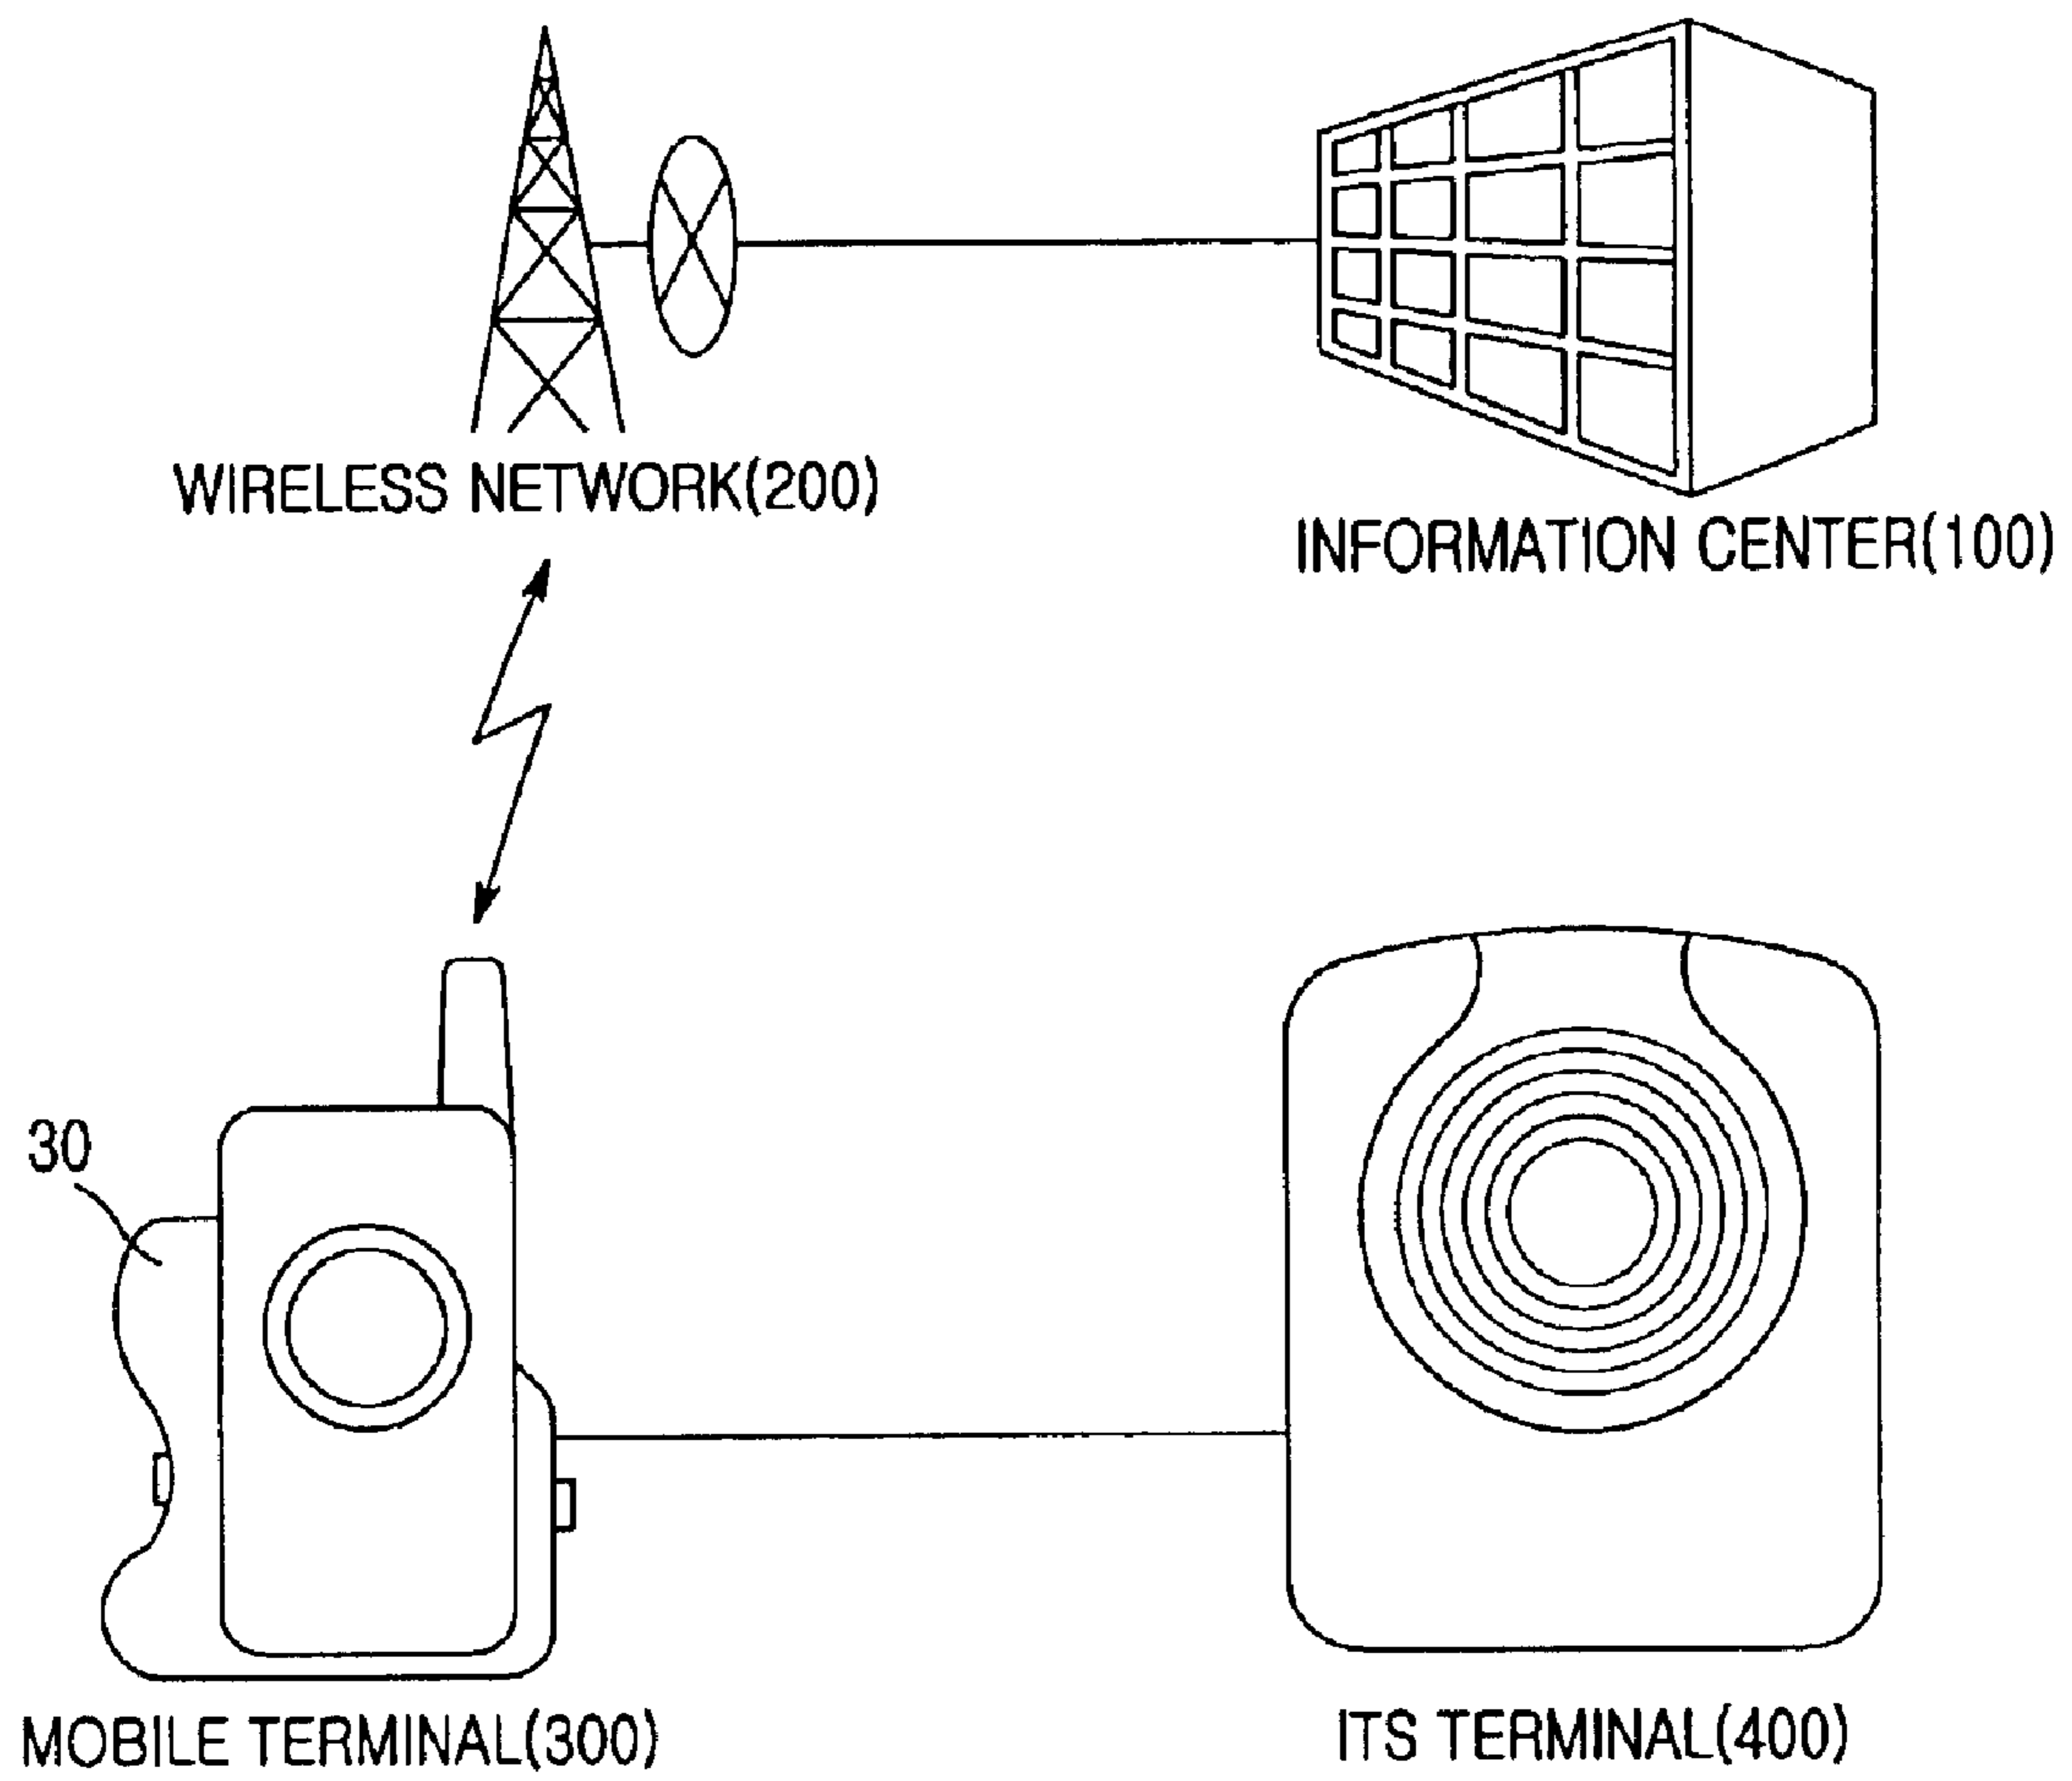 WIRELESS NETWORK(200)
INFORMATION CENTER(100)
30
MOBILE TERMINAL(300)
ITS TERMINAL(400)